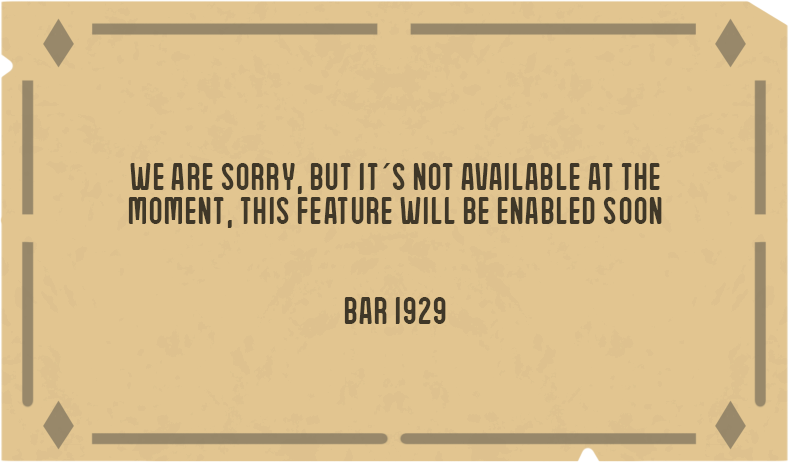 WE ARE SORRY, BUT IT´S NOT AVAILABLE AT THE
MOMENT, THIS FEATURE WILL BE ENABLED SOON
BAR 1929